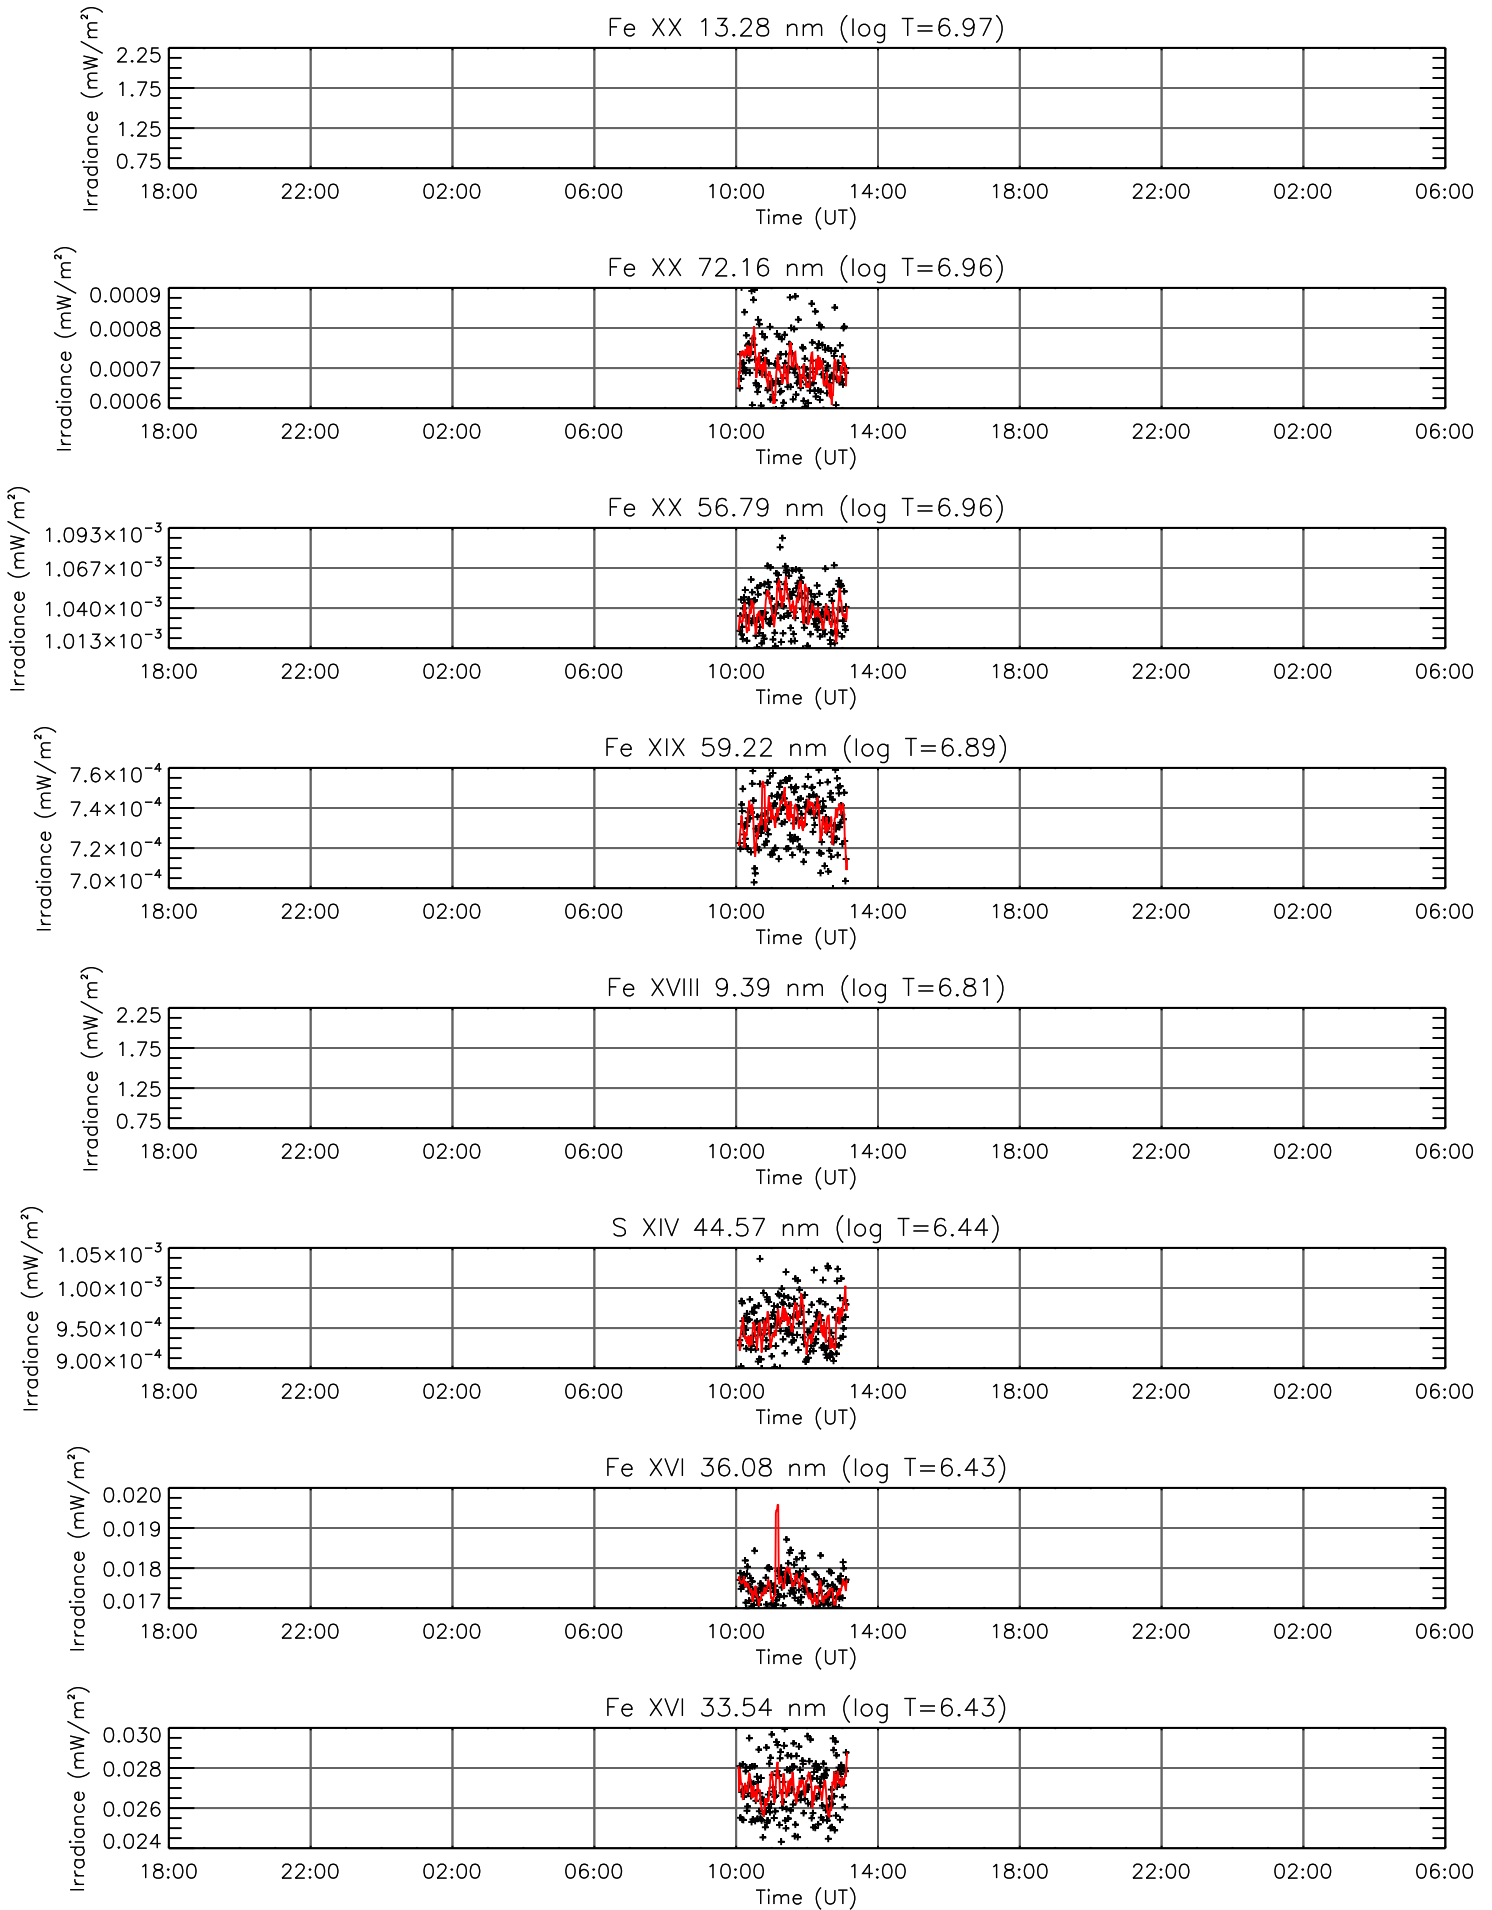 Fe XX 13.28 nm (log T=6.97)
Irradiance (mW/m²)
2.25
1.75
1.25
0.75
18:00 22:00 02:00 06:00 10:00 14:00 18:00 22:00 02:00 06:00
Time (UT)
Fe XX 72.16 nm (log T=6.96)
Irradiance (mW/m²)
0.0009
0.0008
0.0007
0.0006
18:00 22:00 02:00 06:00 10:00 14:00 18:00 22:00 02:00 06:00
Time (UT)
Fe XX 56.79 nm (log T=6.96)
Irradiance (mW/m²)
1.093×10⁻³
1.067×10⁻³
1.040×10⁻³
1.013×10⁻³
18:00 22:00 02:00 06:00 10:00 14:00 18:00 22:00 02:00 06:00
Time (UT)
Fe XIX 59.22 nm (log T=6.89)
Irradiance (mW/m²)
7.6×10⁻⁴
7.4×10⁻⁴
7.2×10⁻⁴
7.0×10⁻⁴
18:00 22:00 02:00 06:00 10:00 14:00 18:00 22:00 02:00 06:00
Time (UT)
Fe XVIII 9.39 nm (log T=6.81)
Irradiance (mW/m²)
2.25
1.75
1.25
0.75
18:00 22:00 02:00 06:00 10:00 14:00 18:00 22:00 02:00 06:00
Time (UT)
S XIV 44.57 nm (log T=6.44)
Irradiance (mW/m²)
1.05×10⁻³
1.00×10⁻³
9.50×10⁻⁴
9.00×10⁻⁴
18:00 22:00 02:00 06:00 10:00 14:00 18:00 22:00 02:00 06:00
Time (UT)
Fe XVI 36.08 nm (log T=6.43)
Irradiance (mW/m²)
0.020
0.019
0.018
0.017
18:00 22:00 02:00 06:00 10:00 14:00 18:00 22:00 02:00 06:00
Time (UT)
Fe XVI 33.54 nm (log T=6.43)
Irradiance (mW/m²)
0.030
0.028
0.026
0.024
18:00 22:00 02:00 06:00 10:00 14:00 18:00 22:00 02:00 06:00
Time (UT)